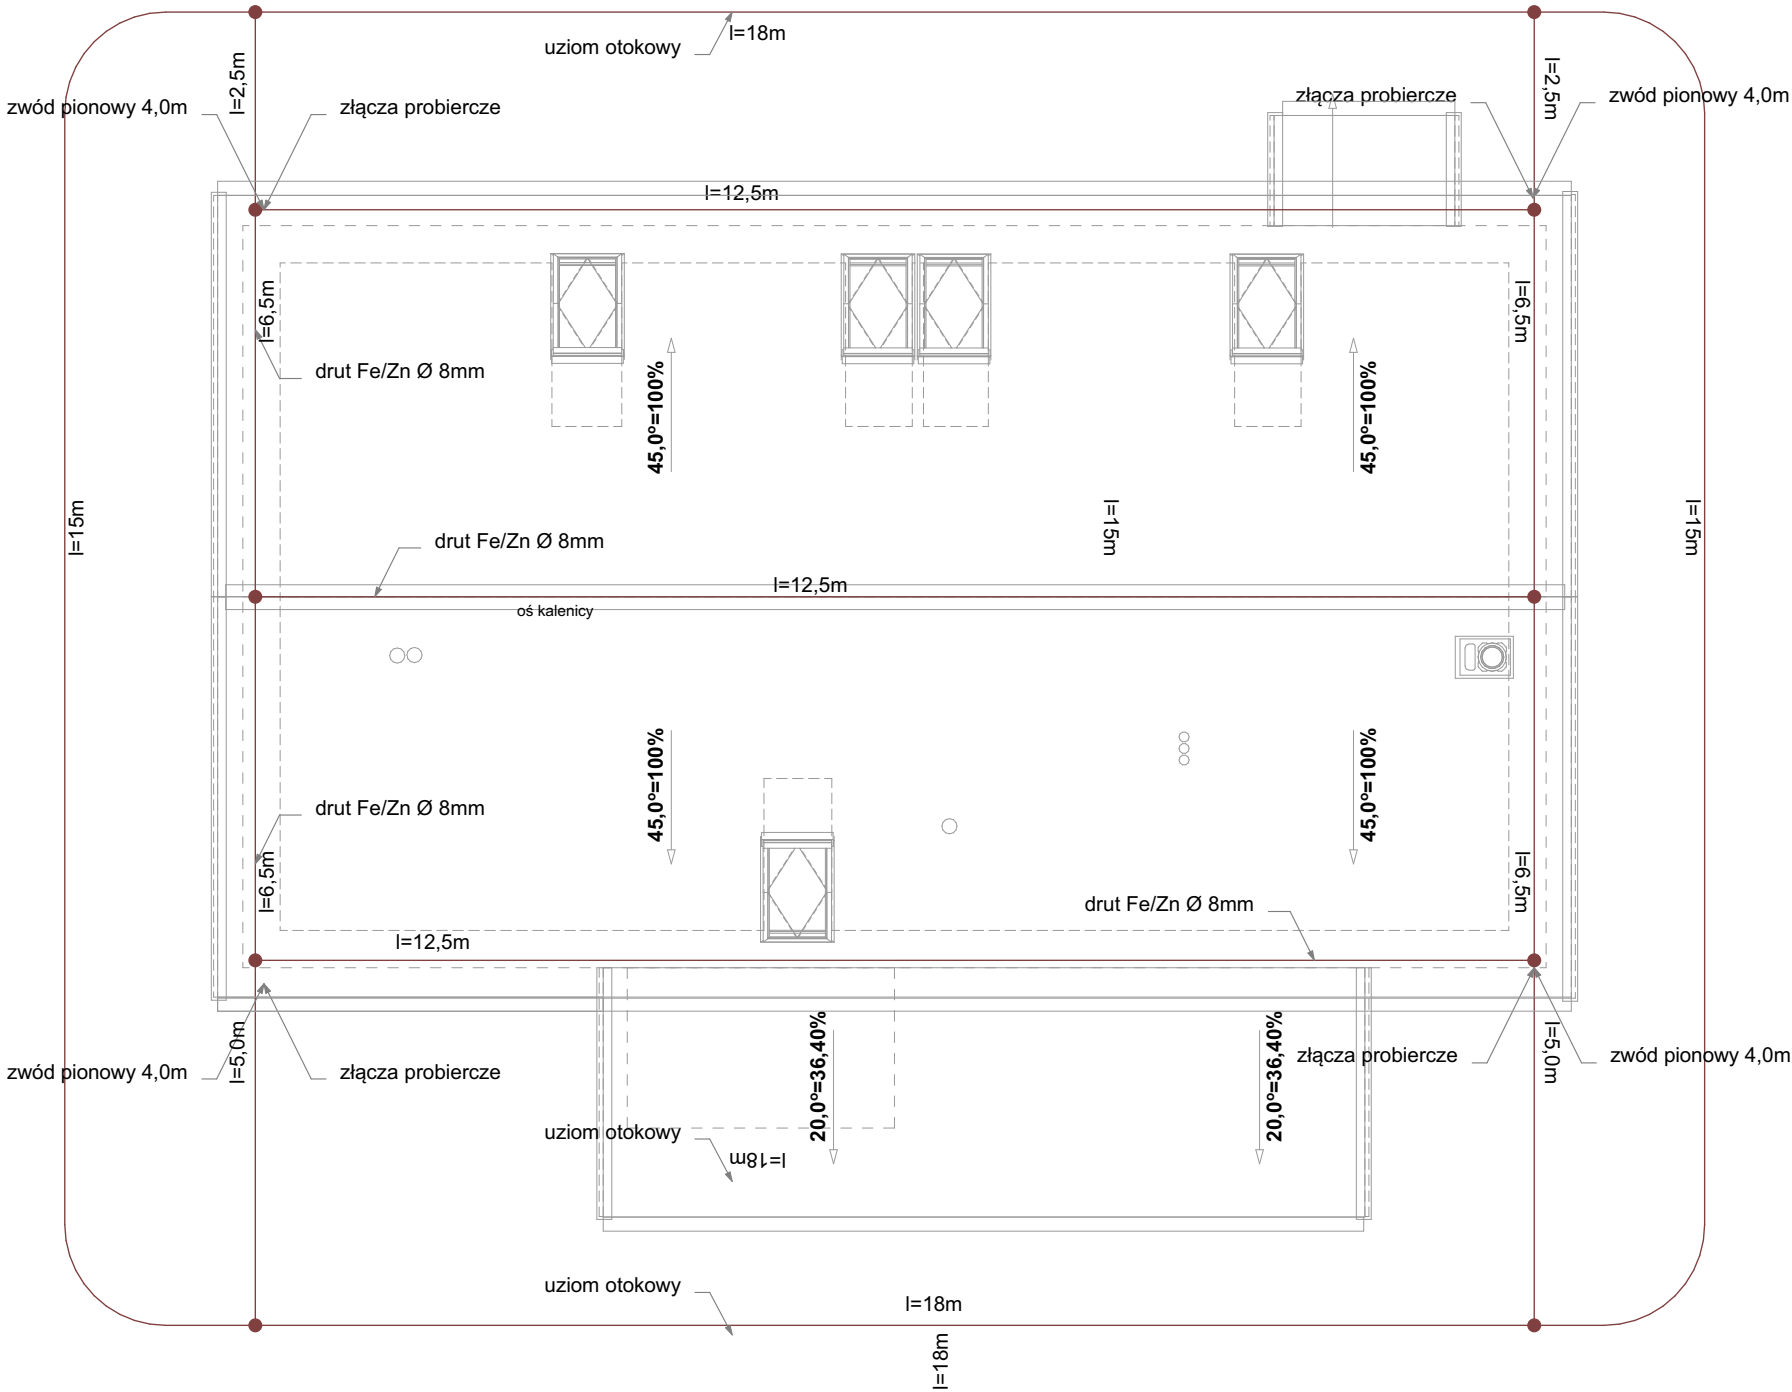 uziom otokowy
l=18m
l=2,5m
l=2,5m
zwód pionowy 4,0m
złącza probiercze
złącza probiercze
zwód pionowy 4,0m
l=12,5m
l=6,5m
l=6,5m
drut Fe/Zn Ø 8mm
45,0°=100%
45,0°=100%
l=15m
l=15m
l=15m
drut Fe/Zn Ø 8mm
l=12,5m
oś kalenicy
45,0°=100%
45,0°=100%
drut Fe/Zn Ø 8mm
l=6,5m
l=6,5m
drut Fe/Zn Ø 8mm
l=12,5m
l=5,0m
l=5,0m
zwód pionowy 4,0m
złącza probiercze
20,0°=36,40%
20,0°=36,40%
złącza probiercze
zwód pionowy 4,0m
uziom otokowy
l=18m
uziom otokowy
l=18m
l=18m